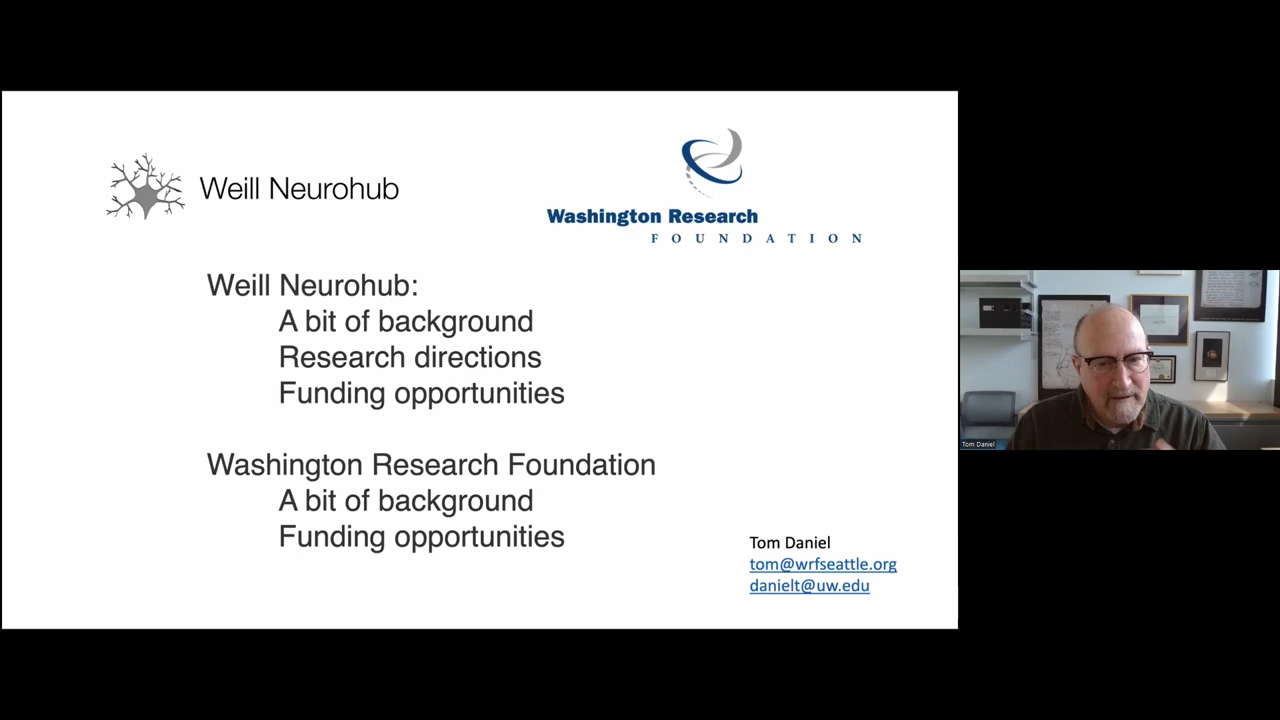 Weill Neurohub
Washington Research
FOUNDATION
Weill Neurohub:
A bit of background
Research directions
Funding opportunities
Washington Research Foundation
A bit of background
Funding opportunities
Tom Daniel
tom@wrfseattle.org
danielt@uw.edu
Tom Daniel